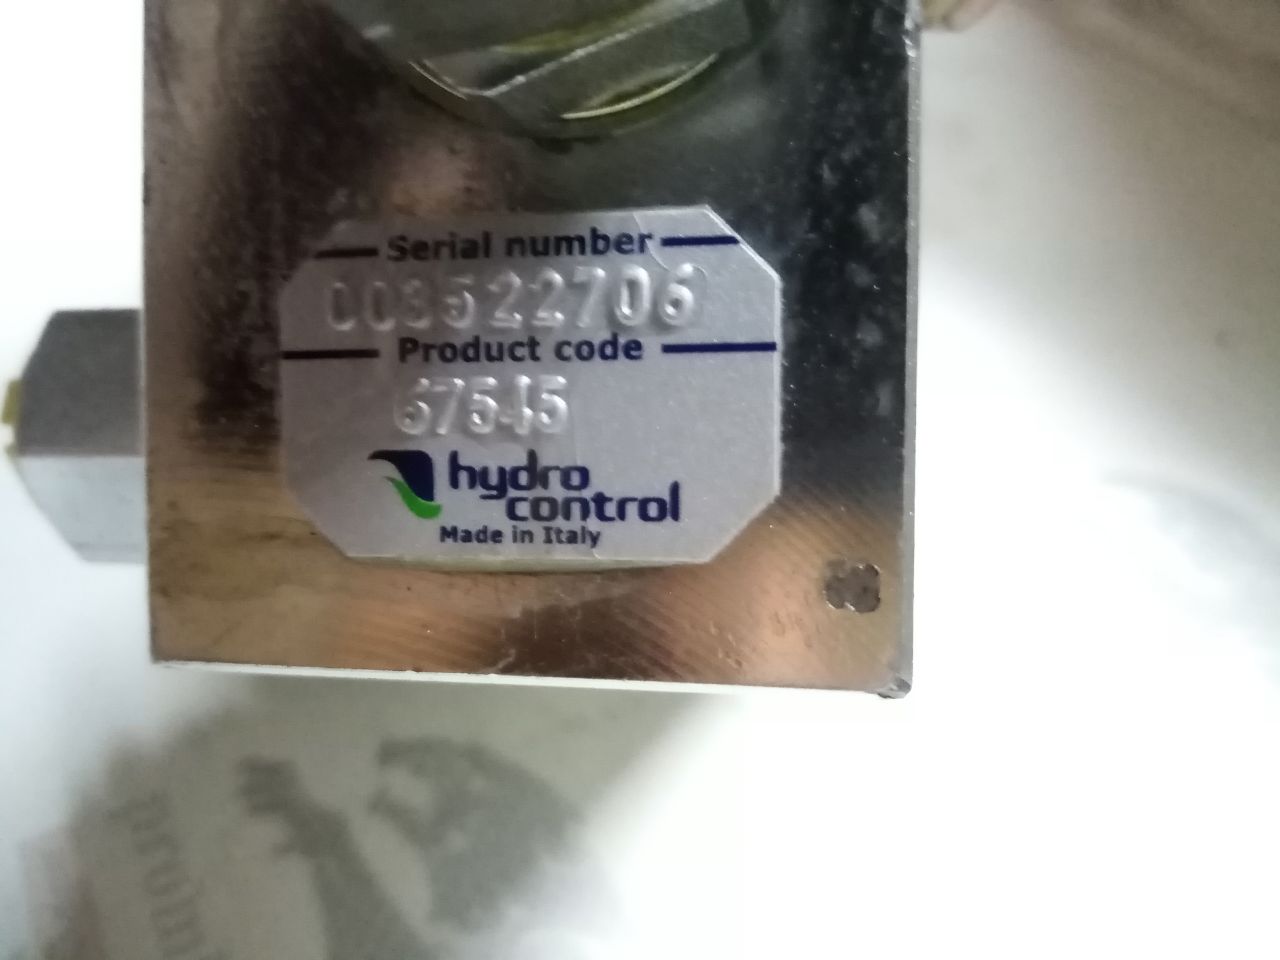 Serial number
003522706
Product code
67545
hydro
control
Made in Italy